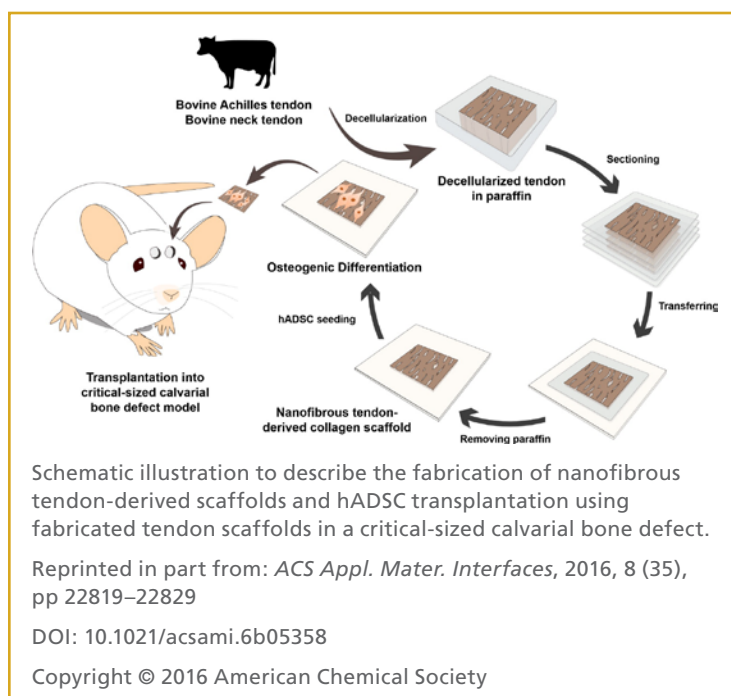 Bovine Achilles tendon
Bovine neck tendon
Decellularization
Decellularized tendon
in paraffin
Sectioning
Transferring
Removing paraffin
Nanofibrous tendon-
derived collagen scaffold
hADSC seeding
Osteogenic Differentiation
Transplantation into
critical-sized calvarial
bone defect model
Schematic illustration to describe the fabrication of nanofibrous
tendon-derived scaffolds and hADSC transplantation using
fabricated tendon scaffolds in a critical-sized calvarial bone defect.
Reprinted in part from: ACS Appl. Mater. Interfaces, 2016, 8 (35),
pp 22819–22829
DOI: 10.1021/acsami.6b05358
Copyright © 2016 American Chemical Society